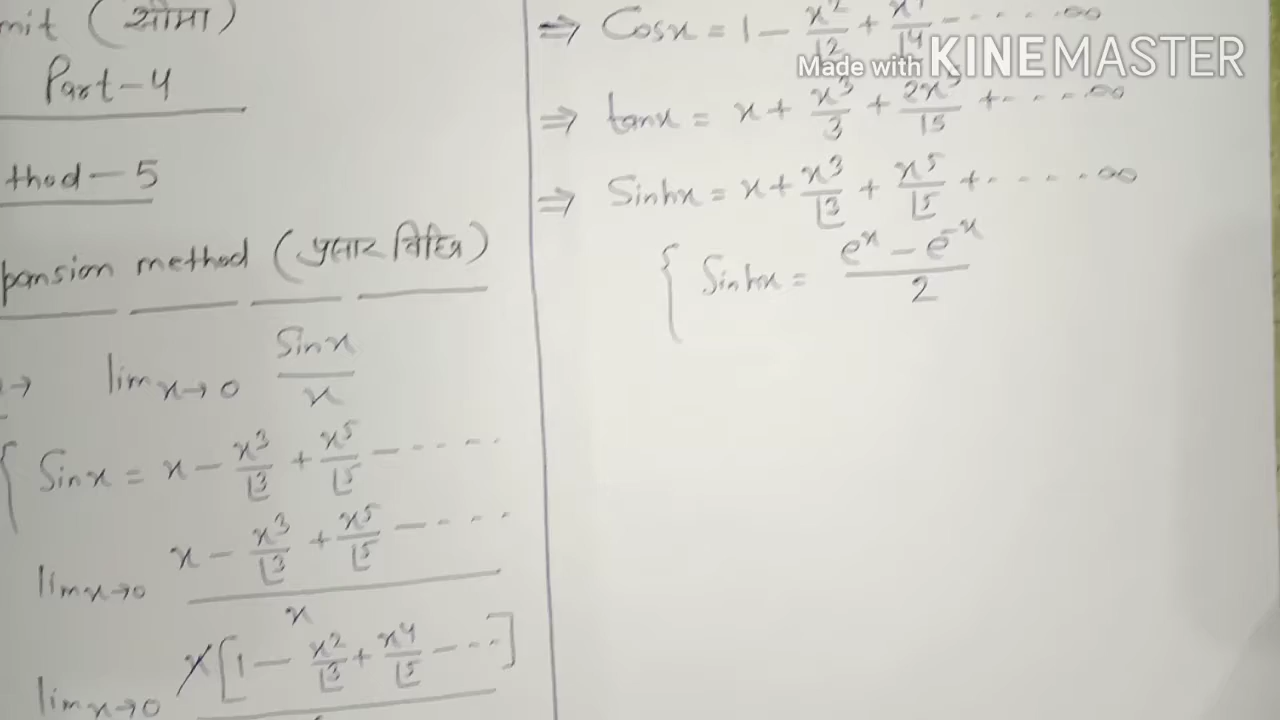 mit (सीमा)
Part-4
thod-5
pansion method (प्रसार विधि)
→ lim x→0 Sinx/x
{ Sinx = x - x³/⌊3 + x⁵/⌊5 - - - - - -
lim x→0 x - x³/⌊3 + x⁵/⌊5 - - - - - / x
lim x→0 x[1 - x²/⌊3 + x⁴/⌊5 - - - -]
⇒ Cosx = 1 - x²/⌊2 + x⁴/⌊4 - - - - - - ∞
Made with KINEMASTER
⇒ tanx = x + x³/3 + 2x⁵/15 + - - - - ∞
⇒ Sinhx = x + x³/⌊3 + x⁵/⌊5 + - - - - - ∞
{ Sinhx = eˣ - e⁻ˣ / 2